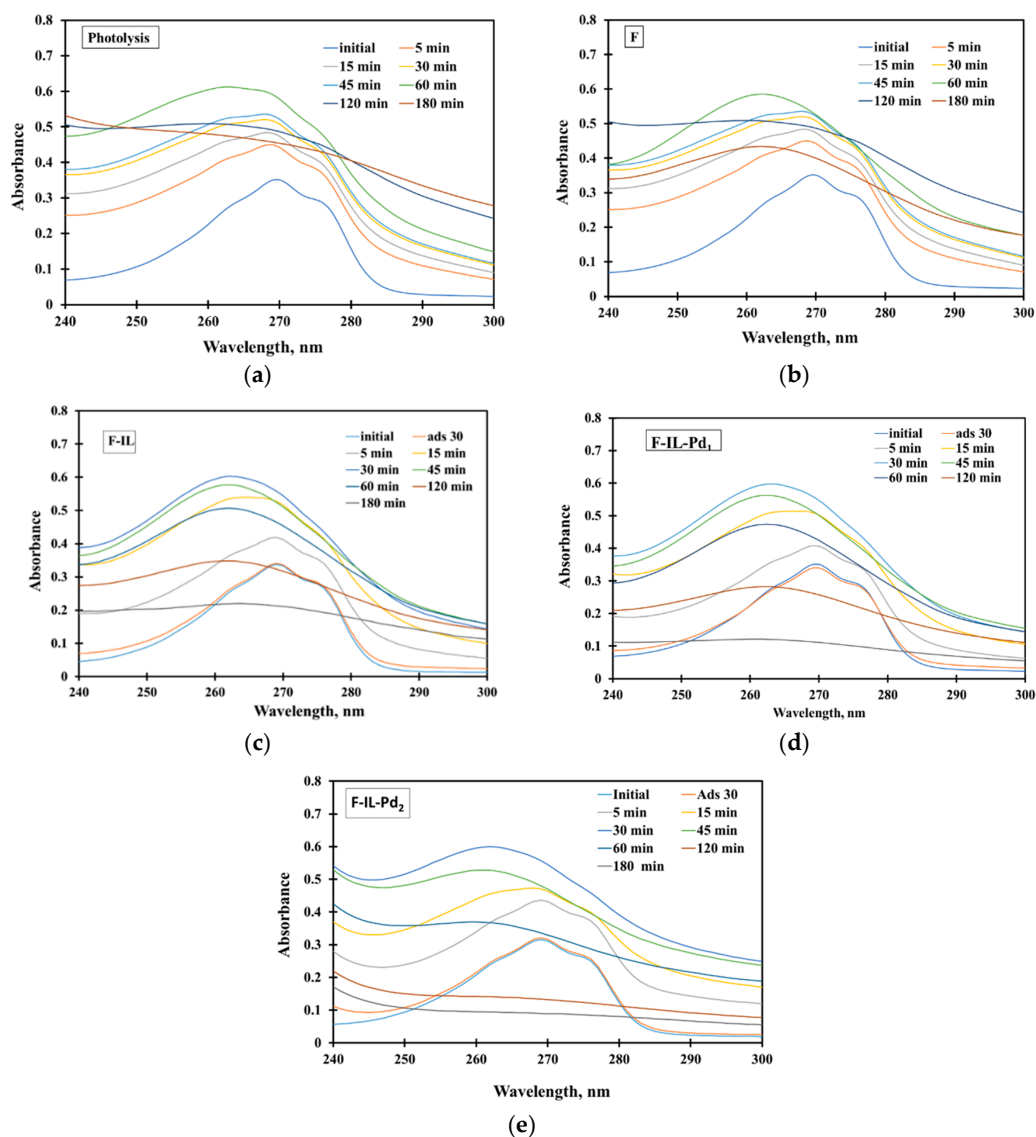 Photolysis
initial 5 min
15 min 30 min
45 min 60 min
120 min 180 min
0.8
0.7
0.6
0.5
0.4
0.3
0.2
0.1
0
Absorbance
240 250 260 270 280 290 300
Wavelength, nm
(a)
F
initial 5 min
15 min 30 min
45 min 60 min
120 min 180 min
0.8
0.7
0.6
0.5
0.4
0.3
0.2
0.1
0
Absorbance
240 250 260 270 280 290 300
Wavelength, nm
(b)
F-IL
initial ads 30
5 min 15 min
30 min 45 min
60 min 120 min
180 min
0.8
0.7
0.6
0.5
0.4
0.3
0.2
0.1
0
Absorbance
240 250 260 270 280 290 300
Wavelength, nm
(c)
F-IL-Pd1
initial ads 30
5 min 15 min
30 min 45 min
60 min 120 min
0.8
0.7
0.6
0.5
0.4
0.3
0.2
0.1
0
Absorbance
240 250 260 270 280 290 300
Wavelength, nm
(d)
F-IL-Pd2
Initial Ads 30
5 min 15 min
30 min 45 min
60 min 120 min
180 min
0.8
0.7
0.6
0.5
0.4
0.3
0.2
0.1
0
Absorbance
240 250 260 270 280 290 300
Wavelength, nm
(e)